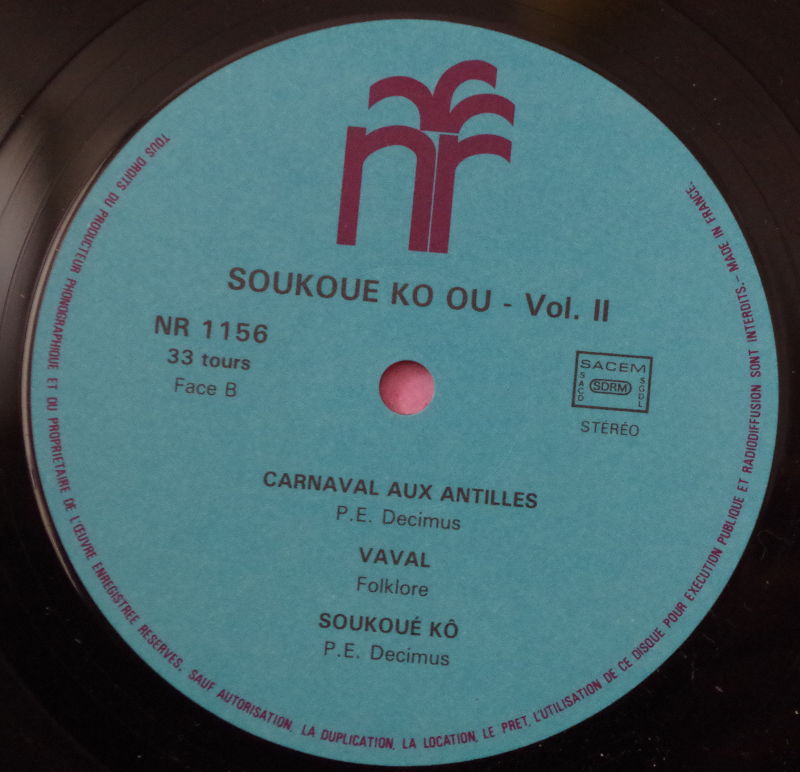 nr
SOUKOUE KO OU - Vol. II
NR 1156
33 tours
Face B
SACEM
SACD
SDRM
SGDL
STÉRÉO
CARNAVAL AUX ANTILLES
P.E. Decimus
VAVAL
Folklore
SOUKOUÉ KÔ
P.E. Decimus
TOUS DROITS DU PRODUCTEUR PHONOGRAPHIQUE ET DU PROPRIETAIRE DE L'ŒUVRE ENREGISTREE RESERVES. SAUF AUTORISATION, LA DUPLICATION, LA LOCATION, LE PRET, L'UTILISATION DE CE DISQUE POUR EXECUTION PUBLIQUE ET RADIODIFFUSION SONT INTERDITS. - MADE IN FRANCE.